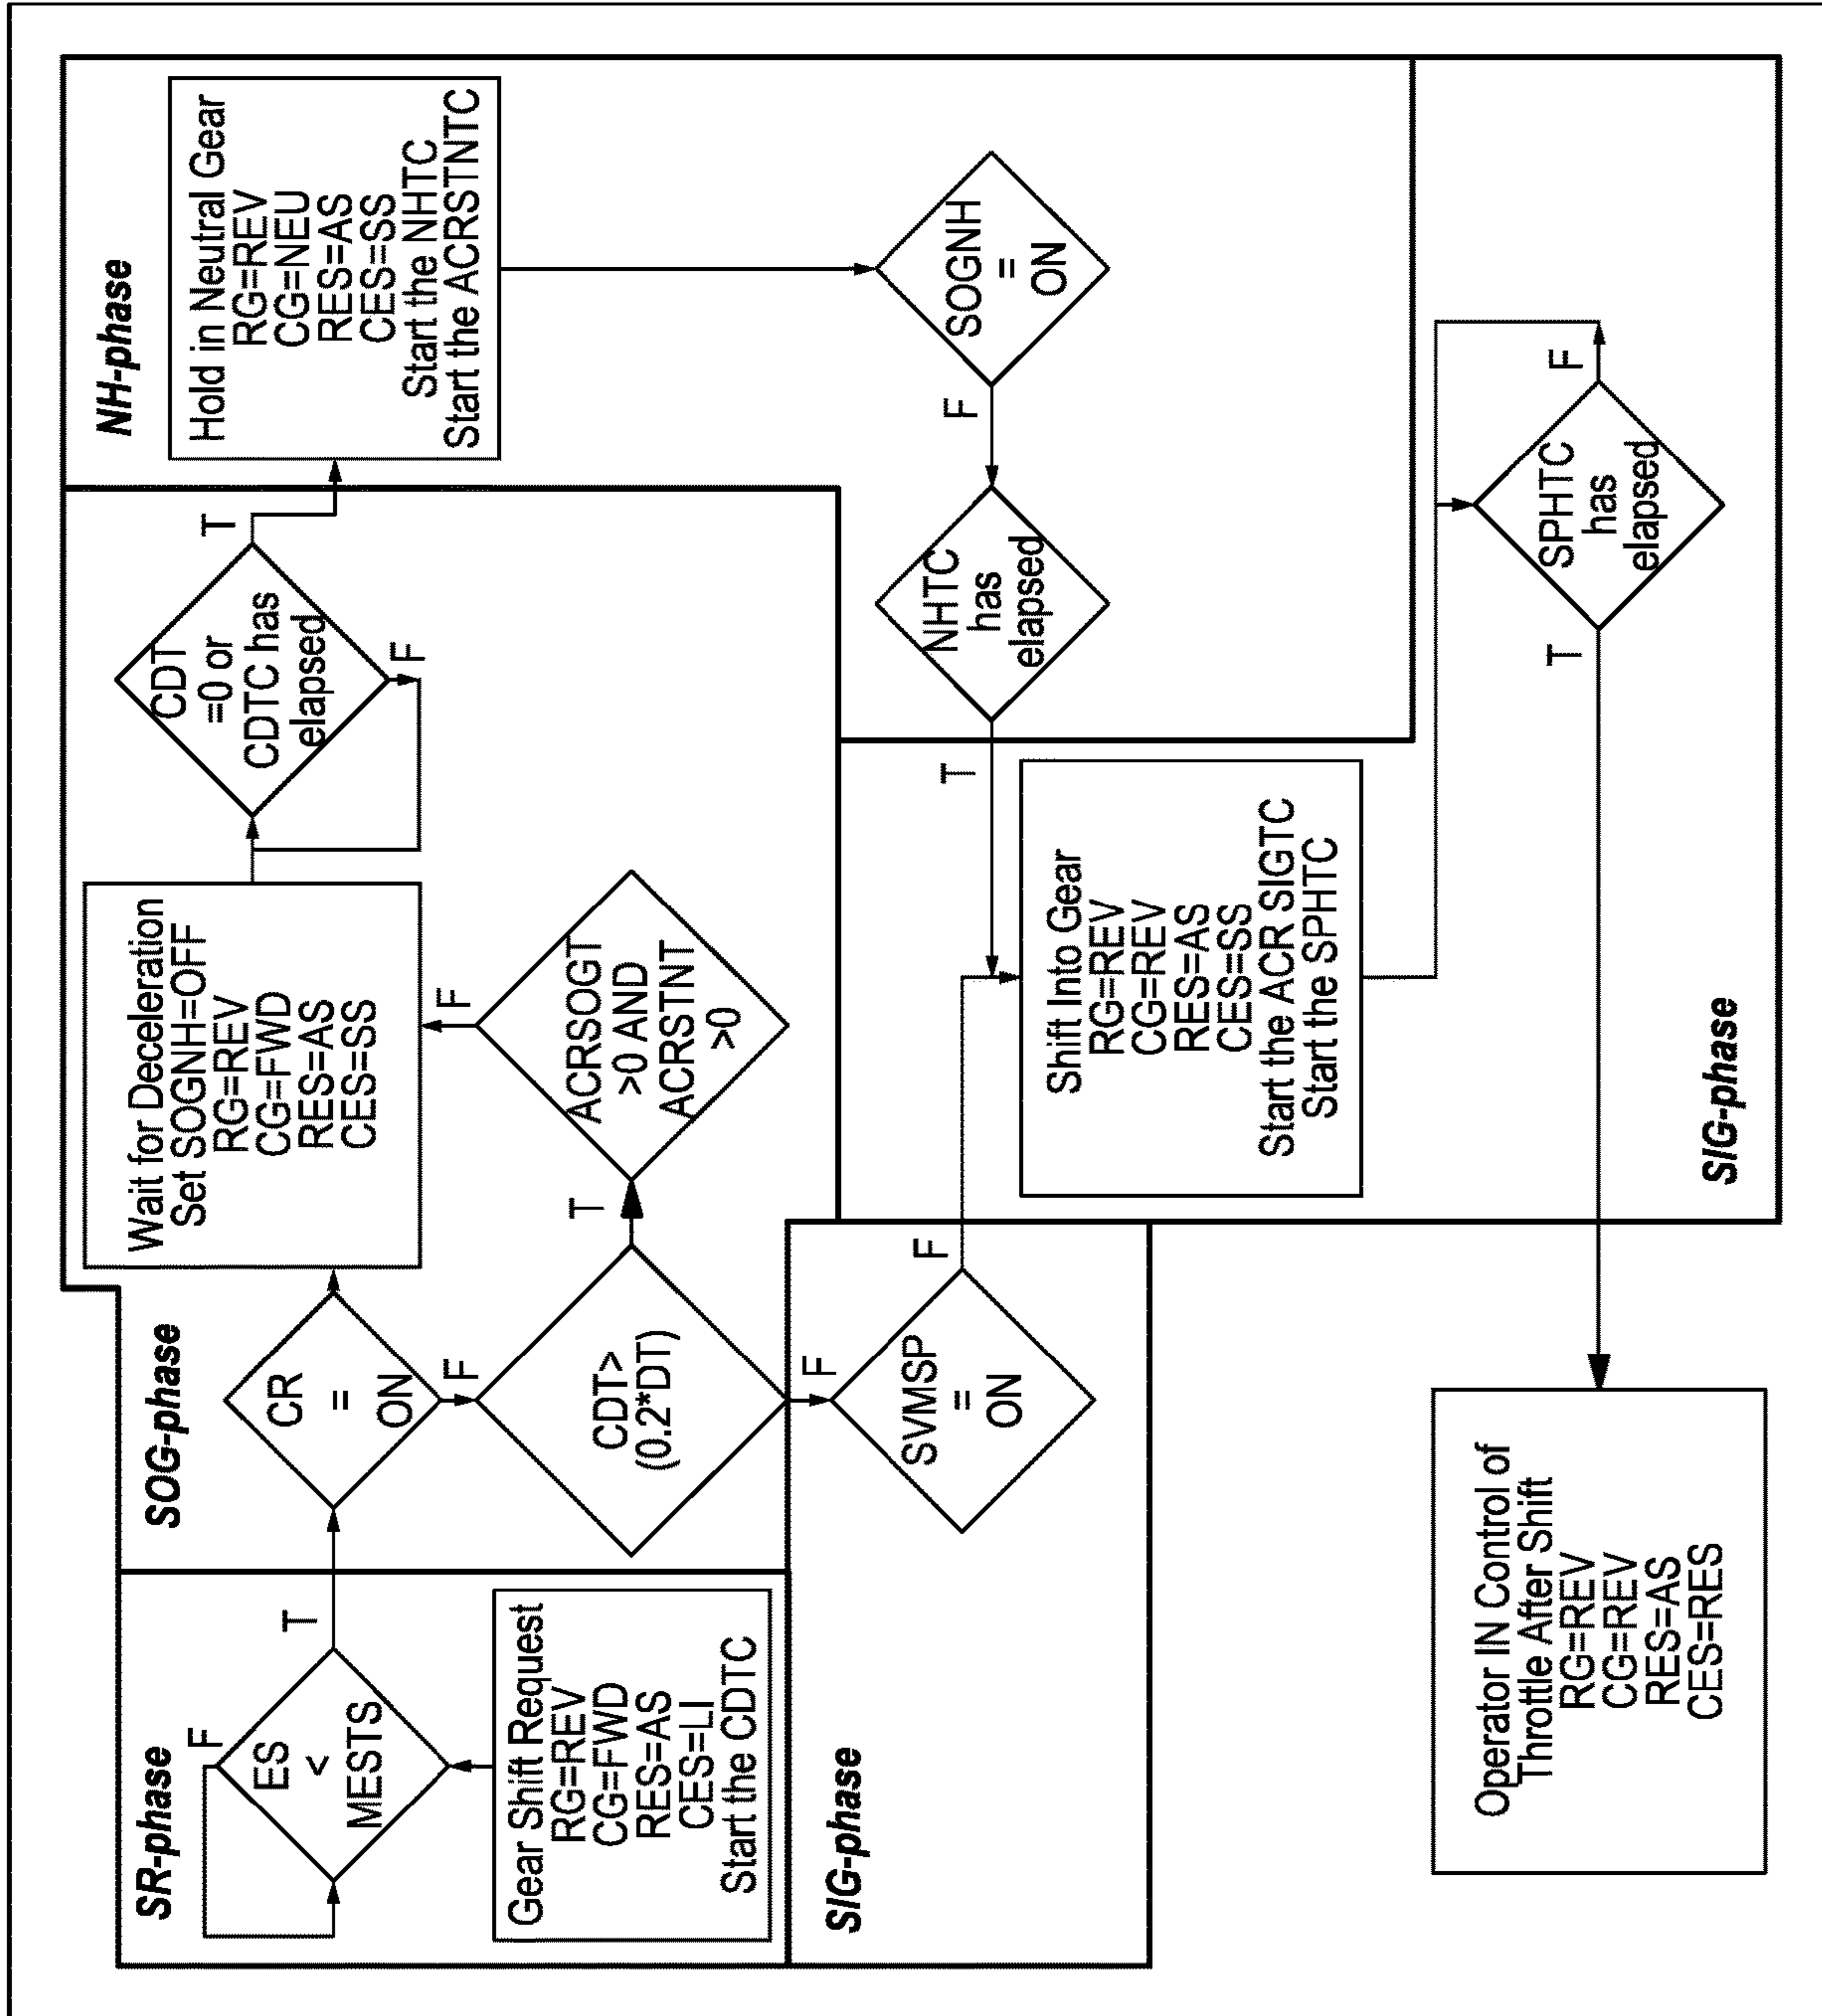 SR-phase
F
ES
<
MESTS
T
Gear Shift Request
RG=REV
CG=FWD
RES=AS
CES=LI
Start the CDTC
SOG-phase
CR
=
ON
F
CDT>
(0.2*DT)
T
F
ACRSOGT
>0 AND
ACRSTNT
>0
F
Wait for Deceleration
Set SOGNH=OFF
RG=REV
CG=FWD
RES=AS
CES=SS
CDT
=0 or
CDTC has
elapsed
F
T
NH-phase
Hold in Neutral Gear
RG=REV
CG=NEU
RES=AS
CES=SS
Start the NHTC
Start the ACRSTNTC
SOGNH
=
ON
F
NHTC
has
elapsed
T
SIG-phase
SVMSP
=
ON
F
Shift Into Gear
RG=REV
CG=REV
RES=AS
CES=SS
Start the ACR SIGTC
Start the SPHTC
SPHTC
has
elapsed
F
T
SIG-phase
Operator IN Control of
Throttle After Shift
RG=REV
CG=REV
RES=AS
CES=RES